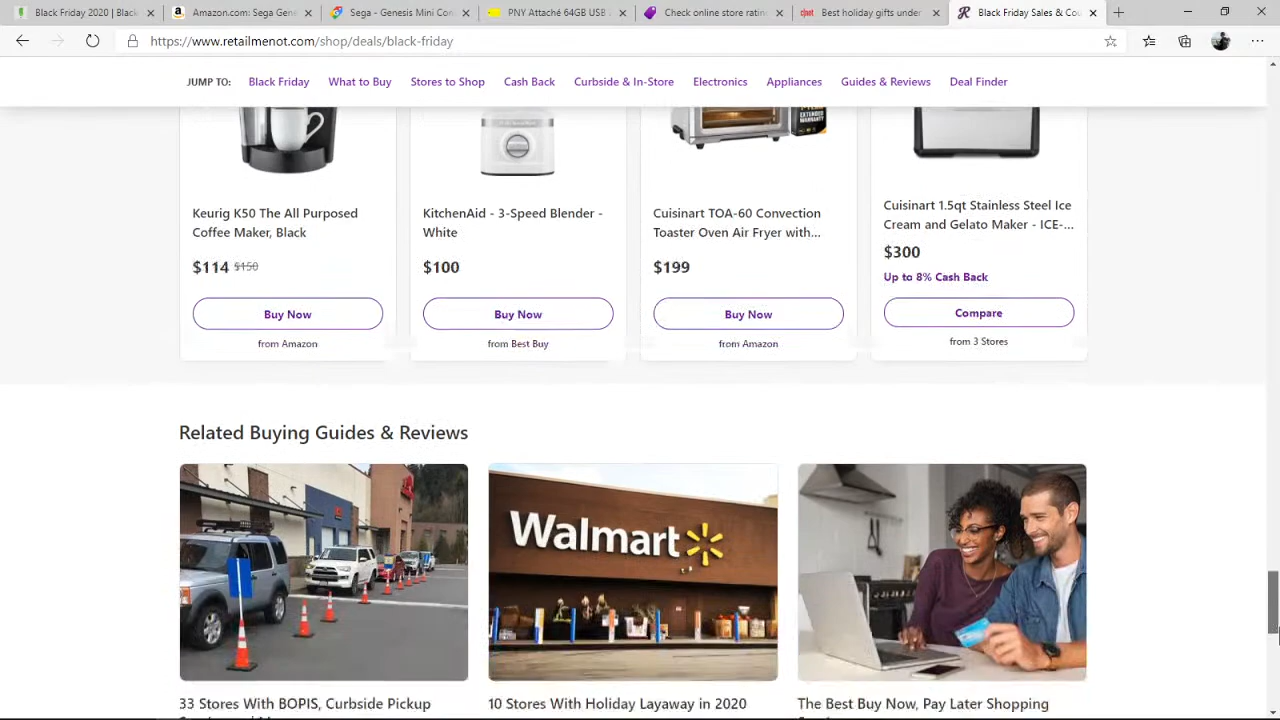 Black Friday 2020 | Black
Amazon.com: Sega Gene
Sega - Genesis Mini Con
PNY Attaché 64GB USB
Check online store rating
Best holiday gifts under
Black Friday Sales & Cou
https://www.retailmenot.com/shop/deals/black-friday
JUMP TO: Black Friday What to Buy Stores to Shop Cash Back Curbside & In-Store Electronics Appliances Guides & Reviews Deal Finder
Keurig K50 The All Purposed
Coffee Maker, Black
$114 $150
Buy Now
from Amazon
KitchenAid - 3-Speed Blender -
White
$100
Buy Now
from Best Buy
Cuisinart TOA-60 Convection
Toaster Oven Air Fryer with...
$199
Buy Now
from Amazon
Cuisinart 1.5qt Stainless Steel Ice
Cream and Gelato Maker - ICE-...
$300
Up to 8% Cash Back
Compare
from 3 Stores
Related Buying Guides & Reviews
Walmart
33 Stores With BOPIS, Curbside Pickup
10 Stores With Holiday Layaway in 2020
The Best Buy Now, Pay Later Shopping